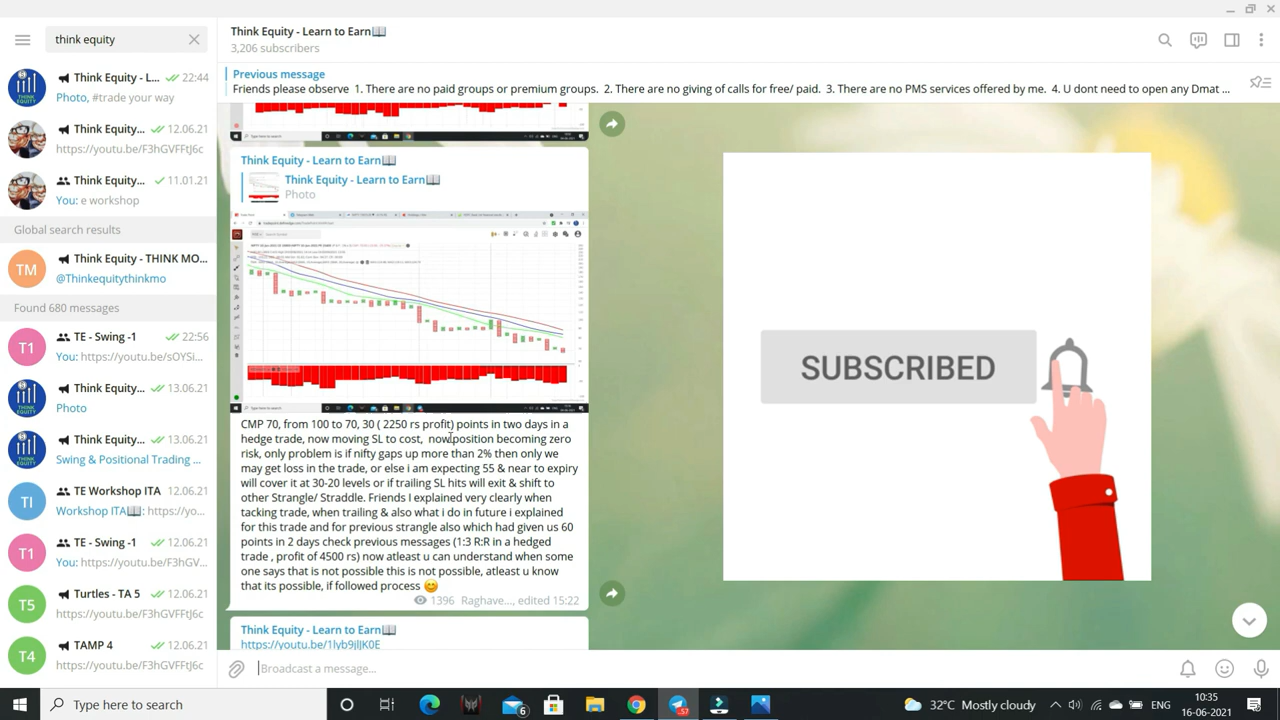 think equity
Think Equity - L... 22:44
Photo, on your way
Think Equity... 12.06.21
https://youtu.be/F3hGVFFtJ6c
Think Equity... 11.01.21
You:
Global search results
Think Equity - THINK MO...
@Thinkequitythinkmo
Found 380 messages
TE Swing -1 22:56
You: https://youtu.be/sOYSi...
Think Equity... 13.06.21
Think Equity... 13.06.21
Swing & Positional Trading ...
TE Workshop ITA 12.06.21
Workshop ITA📖: https://yo...
TE - Swing -1 12.06.21
You: https://youtu.be/F3hGV...
Turtles - TA 5 12.06.21
https://youtu.be/F3hGVFFtJ6c
TE TAPA 4 12.06.21
https://youtu.be/F3hGVFFtJ6c
TM
T1
T1
TI
T1
T5
T4
Think Equity - Learn to Earn📖
3,206 subscribers
Previous message
Friends please observe 1. There are no paid groups or premium groups. 2. There are no giving of calls for free/ paid. 3. There are no PMS services offered by me. 4. U dont need to open any Dmat ...
Think Equity - Learn to Earn📖
Think Equity - Learn to Earn📖
Photo
CMP 70, from 100 to 70, 30 ( 2250 rs profit) points in two days in a
hedge trade, now moving SL to cost, now position becoming zero
risk, only problem is if nifty gaps up more than 2% then only we
may get loss in the trade, or else i am expecting 55 & near to expiry
will cover it at 30-20 levels or if trailing SL hits will exit & shift to
other Strangle/ Straddle. Friends I explained very clearly when
tacking trade, when trailing & also what i do in future i explained
for this trade and for previous strangle also which had given us 60
points in 2 days check previous messages (1:3 R:R in a hedged
trade , profit of 4500 rs) now atleast u can understand when some
one says that is not possible this is not possible, atleast u know
that its possible, if followed process 😊
1396 Raghave..., edited 15:22
Think Equity - Learn to Earn📖
https://youtu.be/1lyb9jlJK0E
Broadcast a message...
SUBSCRIBED
Type here to search
6
57
32°C Mostly cloudy
10:35
16-06-2021